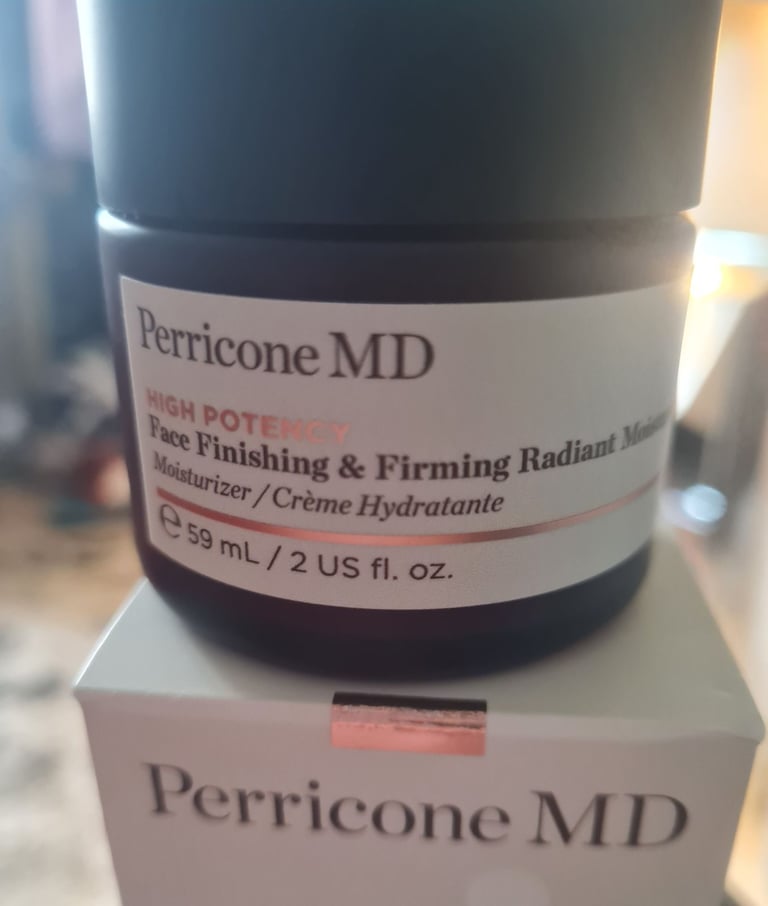 Perricone MD
HIGH POTENCY
Face Finishing & Firming Radiant
Moisturizer / Crème Hydratante
℮ 59 mL / 2 US fl. oz.
Perricone MD